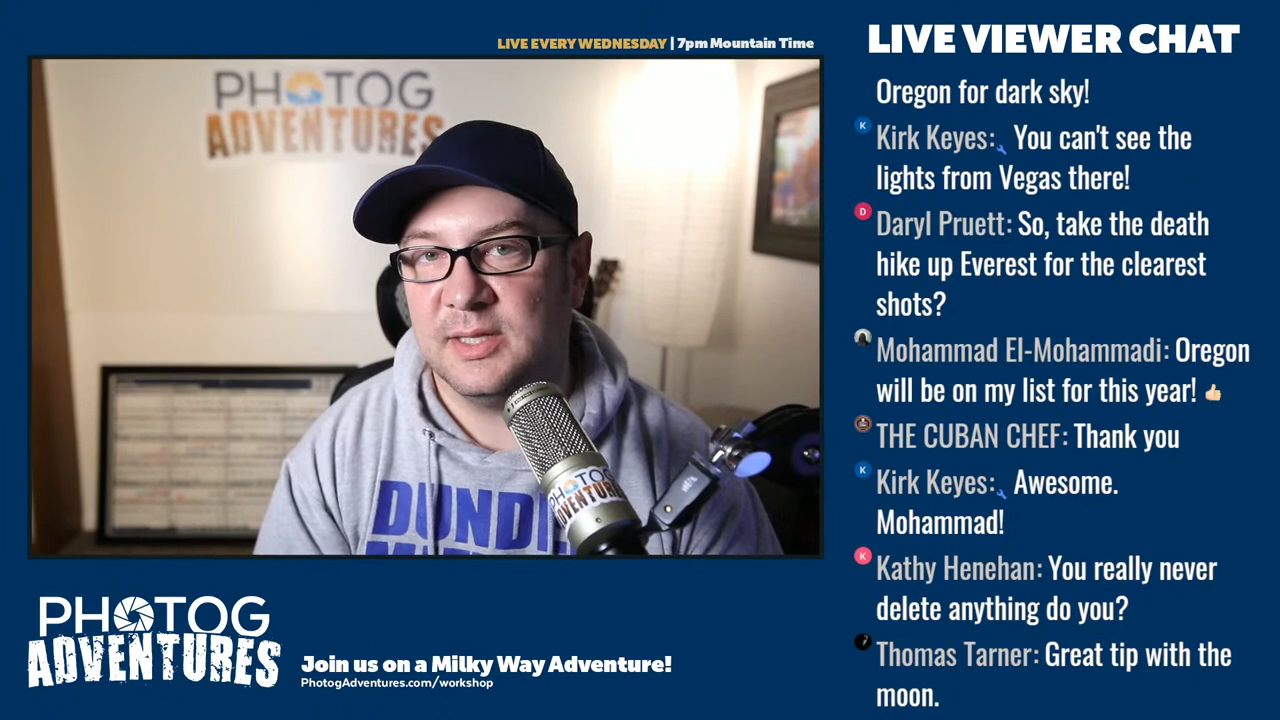 LIVE EVERY WEDNESDAY | 7pm Mountain Time
PHOTOG
ADVENTURES
DUNDI
PHOTOG
ADVENTURES
PHOTOG
ADVENTURES
Join us on a Milky Way Adventure!
PhotogAdventures.com/workshop
LIVE VIEWER CHAT
Oregon for dark sky!
K
Kirk Keyes: You can't see the
lights from Vegas there!
D
Daryl Pruett: So, take the death
hike up Everest for the clearest
shots?
Mohammad El-Mohammadi: Oregon
will be on my list for this year! 👍🏼
THE CUBAN CHEF: Thank you
K
Kirk Keyes: Awesome.
Mohammad!
K
Kathy Henehan: You really never
delete anything do you?
Thomas Tarner: Great tip with the
moon.